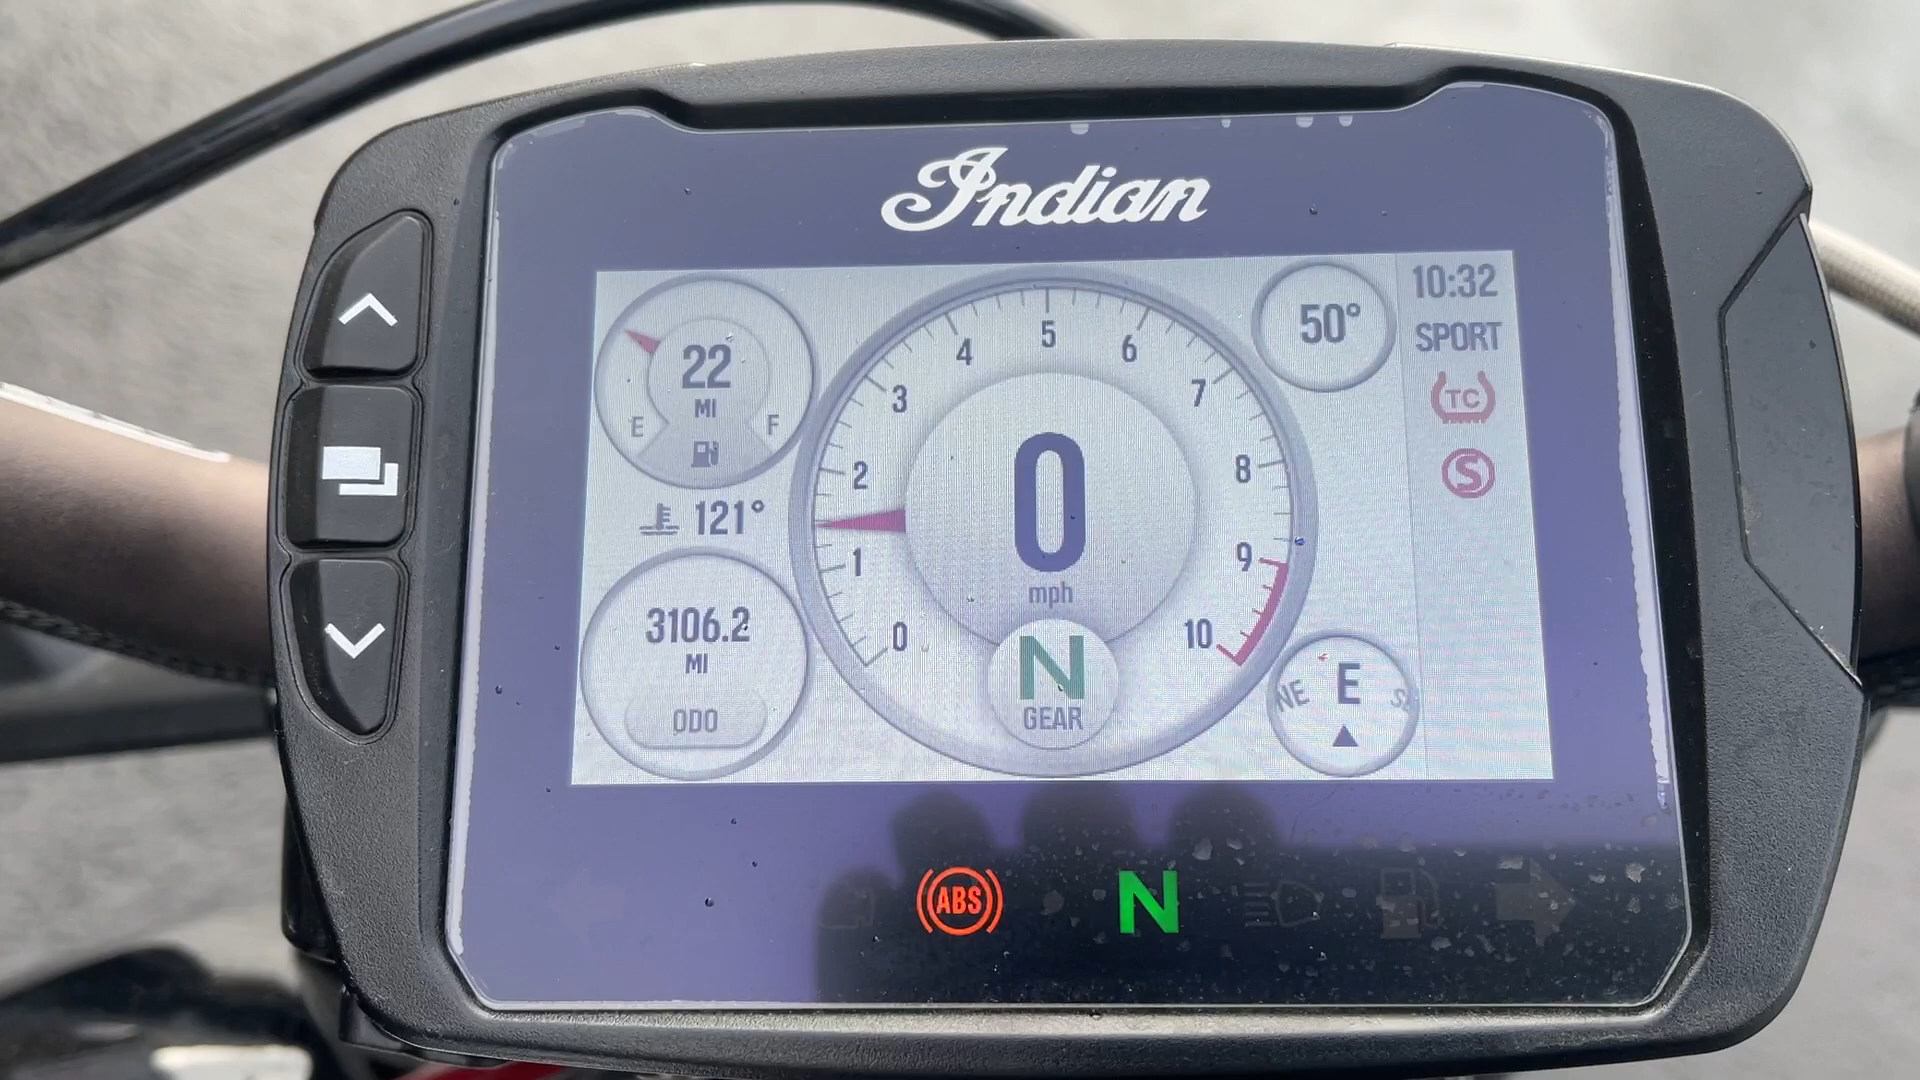 Indian
10:32
SPORT
TC
S
50°
22
MI
E
F
121°
3106.2
MI
ODO
0
1
2
3
4
5
6
7
8
9
10
0
mph
N
GEAR
NE
E
ABS
N